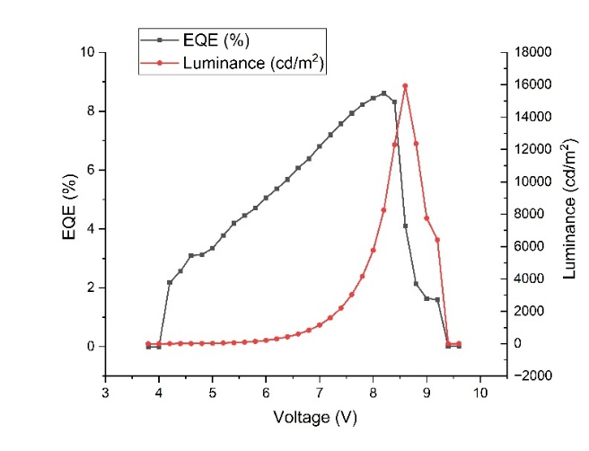 EQE (%)
Luminance (cd/m²)
10
8
6
4
2
0
EQE (%)
18000
16000
14000
12000
10000
8000
6000
4000
2000
0
−2000
Luminance (cd/m²)
3 4 5 6 7 8 9 10
Voltage (V)